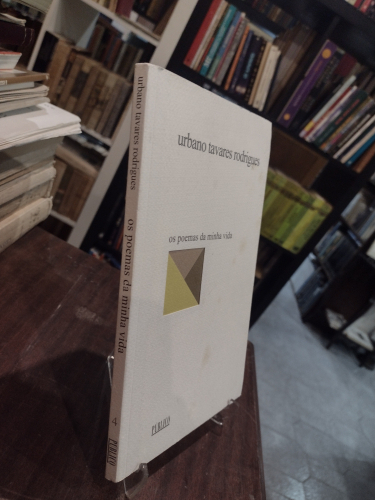 urbano tavares rodrigues
os poemas da minha vida
PÚBLICO
urbano tavares rodrigues
os poemas da minha vida
4
PÚBLICO